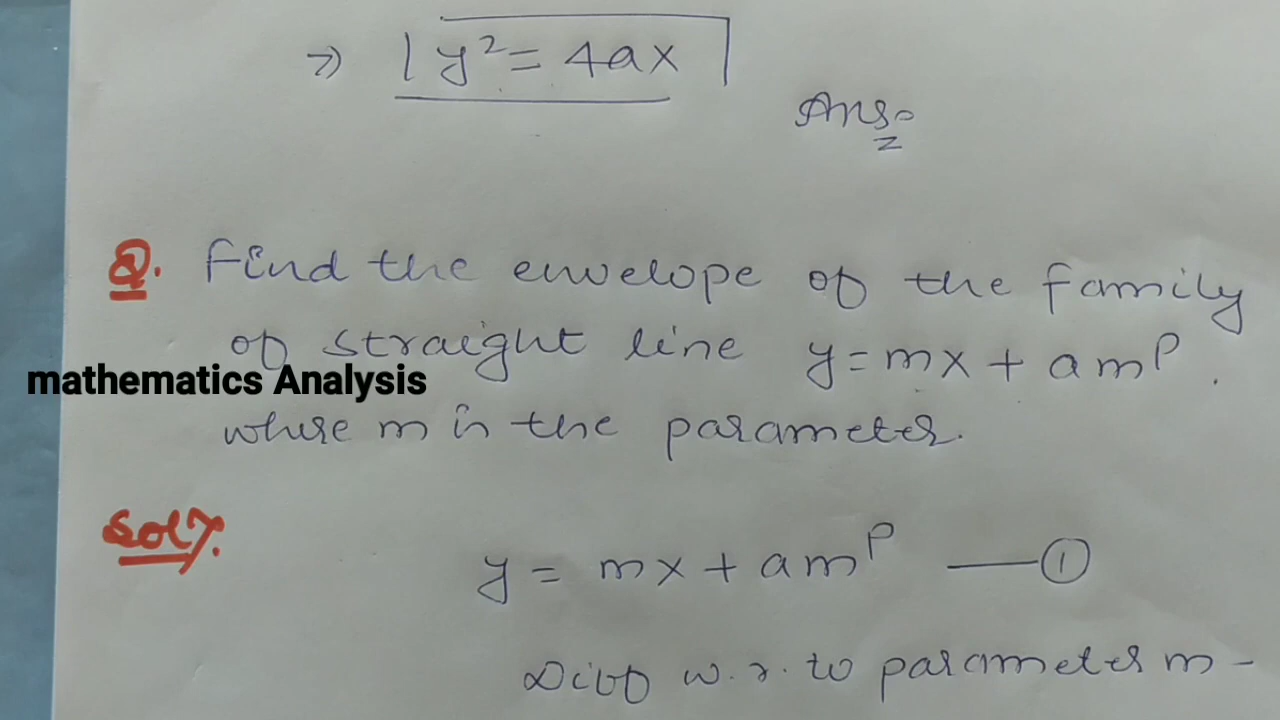 ⇒ y² = 4ax
Ans
Q. Find the envelope of the family
of straight line y = mx + am^p.
mathematics Analysis
where m is the parameter.
Solⁿ.
y = mx + am^p —①
Diff w.r. to parameter m -